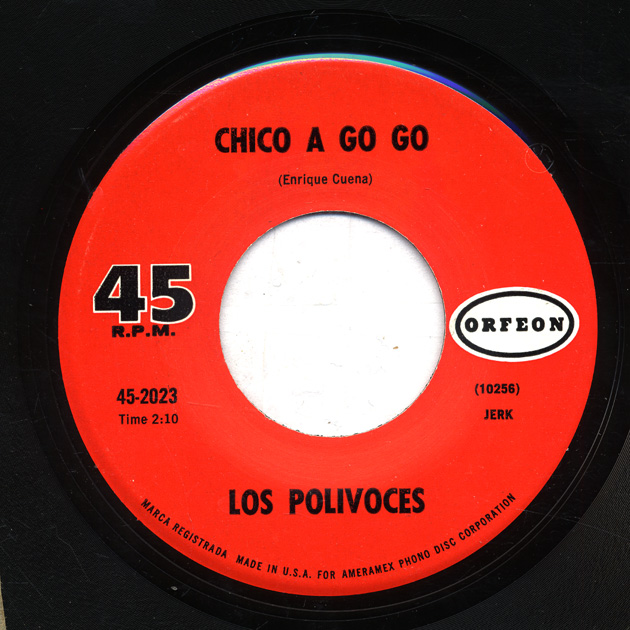 CHICO A GO GO
(Enrique Cuena)
45
R.P.M.
ORFEON
45-2023
Time 2:10
(10256)
JERK
LOS POLIVOCES
MARCA REGISTRADA MADE IN U.S.A. FOR AMERAMEX PHONO DISC CORPORATION